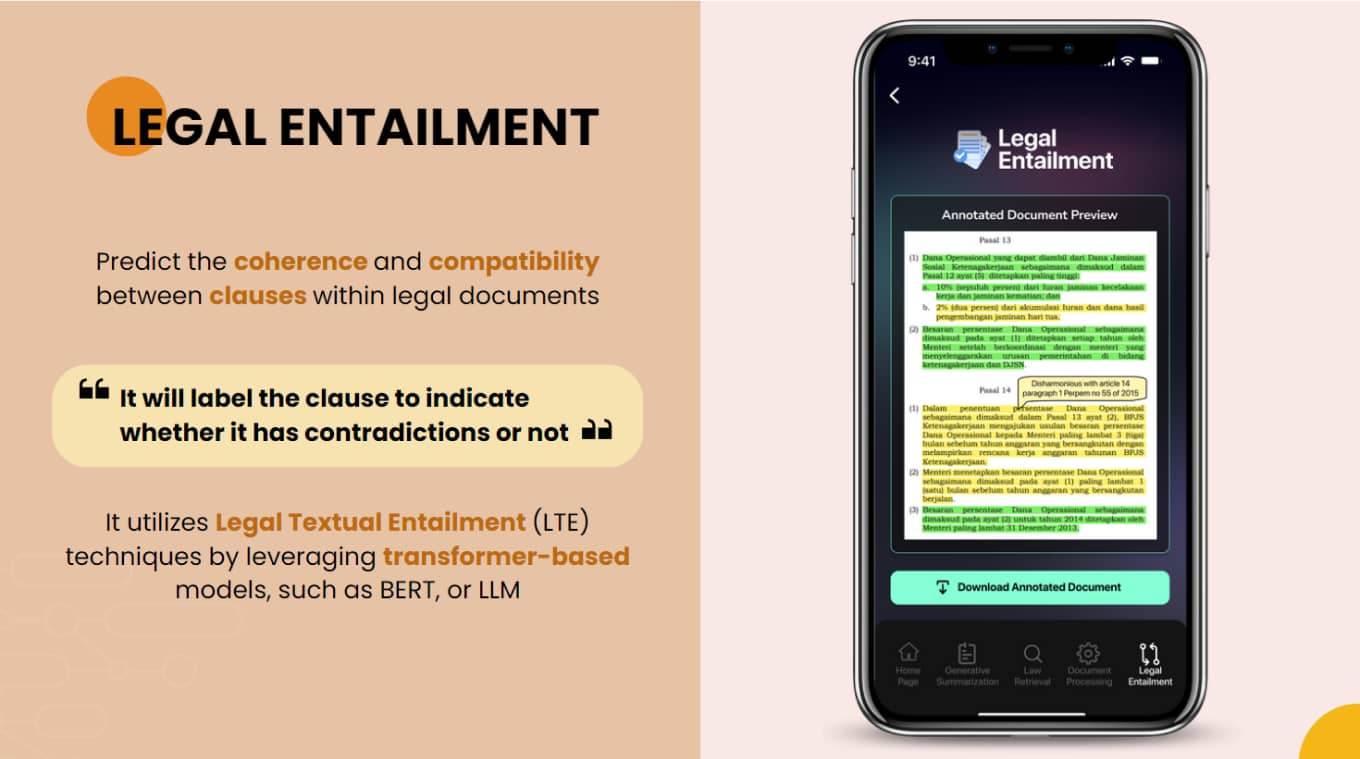 LEGAL ENTAILMENT
Predict the coherence and compatibility
between clauses within legal documents
It will label the clause to indicate
whether it has contradictions or not
It utilizes Legal Textual Entailment (LTE)
techniques by leveraging transformer-based
models, such as BERT, or LLM
9:41
Legal
Entailment
Annotated Document Preview
Pasal 13
(1) Dana Operasional yang dapat diambil dari Dana Jaminan
Sosial Ketenagakerjaan sebagaimana dimaksud dalam
Pasal 12 ayat (5) ditetapkan paling tinggi:
a. 10% (sepuluh persen) dari Iuran jaminan kecelakaan
kerja dan jaminan kematian; dan
b. 2% (dua persen) dari akumulasi Iuran dan dana hasil
pengembangan jaminan hari tua.
(2) Besaran persentase Dana Operasional sebagaimana
dimaksud pada ayat (1) ditetapkan setiap tahun oleh
Menteri setelah berkoordinasi dengan menteri yang
menyelenggarakan urusan pemerintahan di bidang
ketenagakerjaan dan DJSN.
Disharmonious with article 14
paragraph 1 Perpem no 55 of 2015
Pasal 14
(1) Dalam penentuan persentase Dana Operasional
sebagaimana dimaksud dalam Pasal 13 ayat (2), BPJS
Ketenagakerjaan mengajukan usulan besaran persentase
Dana Operasional kepada Menteri paling lambat 3 (tiga)
bulan sebelum tahun anggaran yang bersangkutan dengan
melampirkan rencana kerja anggaran tahunan BPJS
Ketenagakerjaan.
(2) Menteri menetapkan besaran persentase Dana Operasional
sebagaimana dimaksud pada ayat (1) paling lambat 1
(satu) bulan sebelum tahun anggaran yang bersangkutan
berjalan.
(3) Besaran persentase Dana Operasional sebagaimana
dimaksud pada ayat (2) untuk tahun 2014 ditetapkan oleh
Menteri paling lambat 31 Desember 2013.
Download Annotated Document
Home
Page
Generative
Summarization
Law
Retrieval
Document
Processing
Legal
Entailment